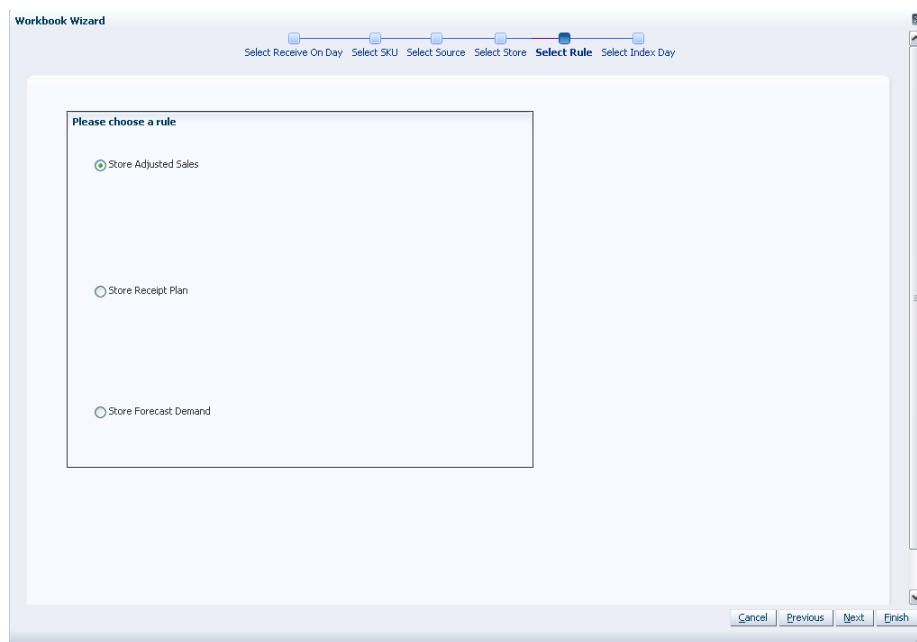 Workbook Wizard
Select Receive On Day Select SKU Select Source Select Store Select Rule Select Index Day
Please choose a rule
Store Adjusted Sales
Store Receipt Plan
Store Forecast Demand
Cancel Previous Next Finish